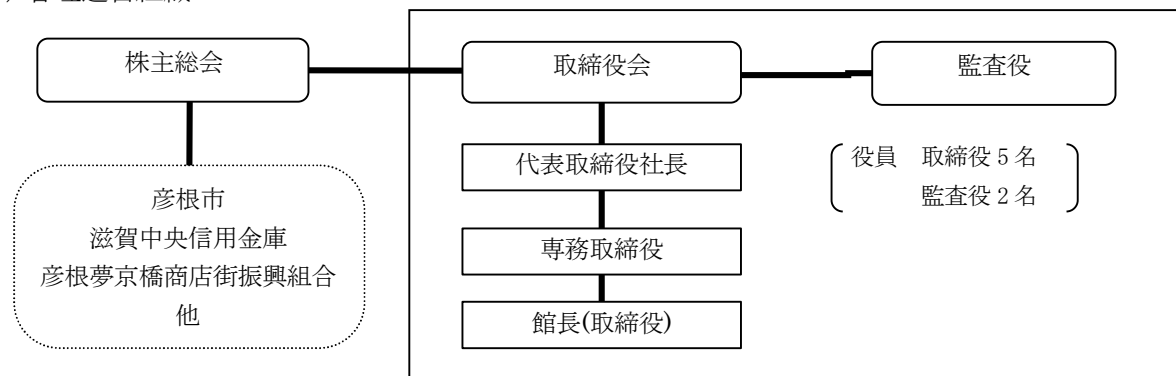 株主総会
取締役会
監査役
代表取締役社長
役員 取締役5名
監査役2名
彦根市
滋賀中央信用金庫
彦根夢京橋商店街振興組合
他
専務取締役
館長(取締役)